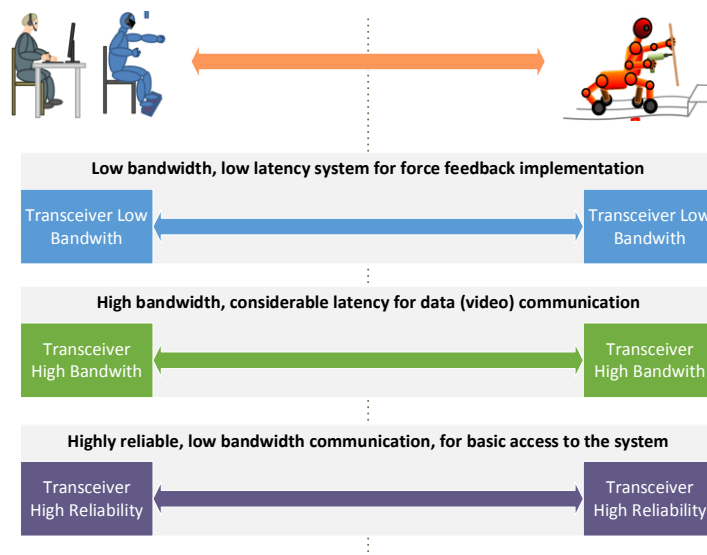 Low bandwidth, low latency system for force feedback implementation
Transceiver Low
Bandwith
Transceiver Low
Bandwith
High bandwidth, considerable latency for data (video) communication
Transceiver
High Bandwith
Transceiver
High Bandwith
Highly reliable, low bandwidth communication, for basic access to the system
Transceiver
High Reliability
Transceiver
High Reliability